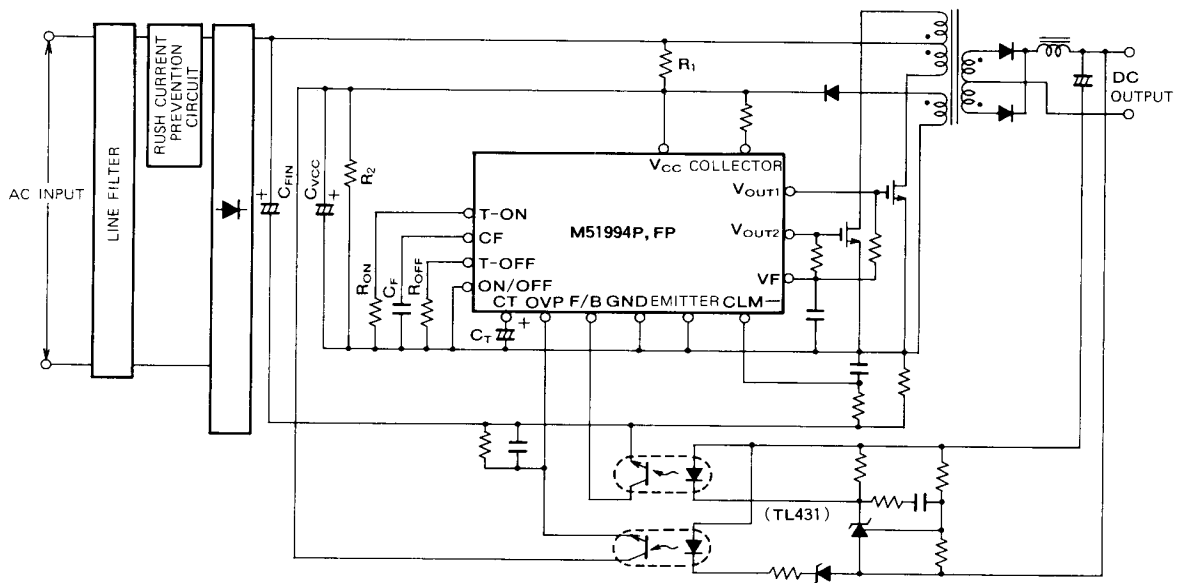 AC INPUT
LINE FILTER
RUSH CURRENT
PREVENTION
CIRCUIT
+
CFIN
CVCC
+
R2
R1
RON
CF
ROFF
T-ON
CF
T-OFF
ON/OFF
VCC COLLECTOR
M51994P, FP
VOUT1
VOUT2
VF
CT OVP F/B GND EMITTER CLM−
CT
+
DC
OUTPUT
(TL431)